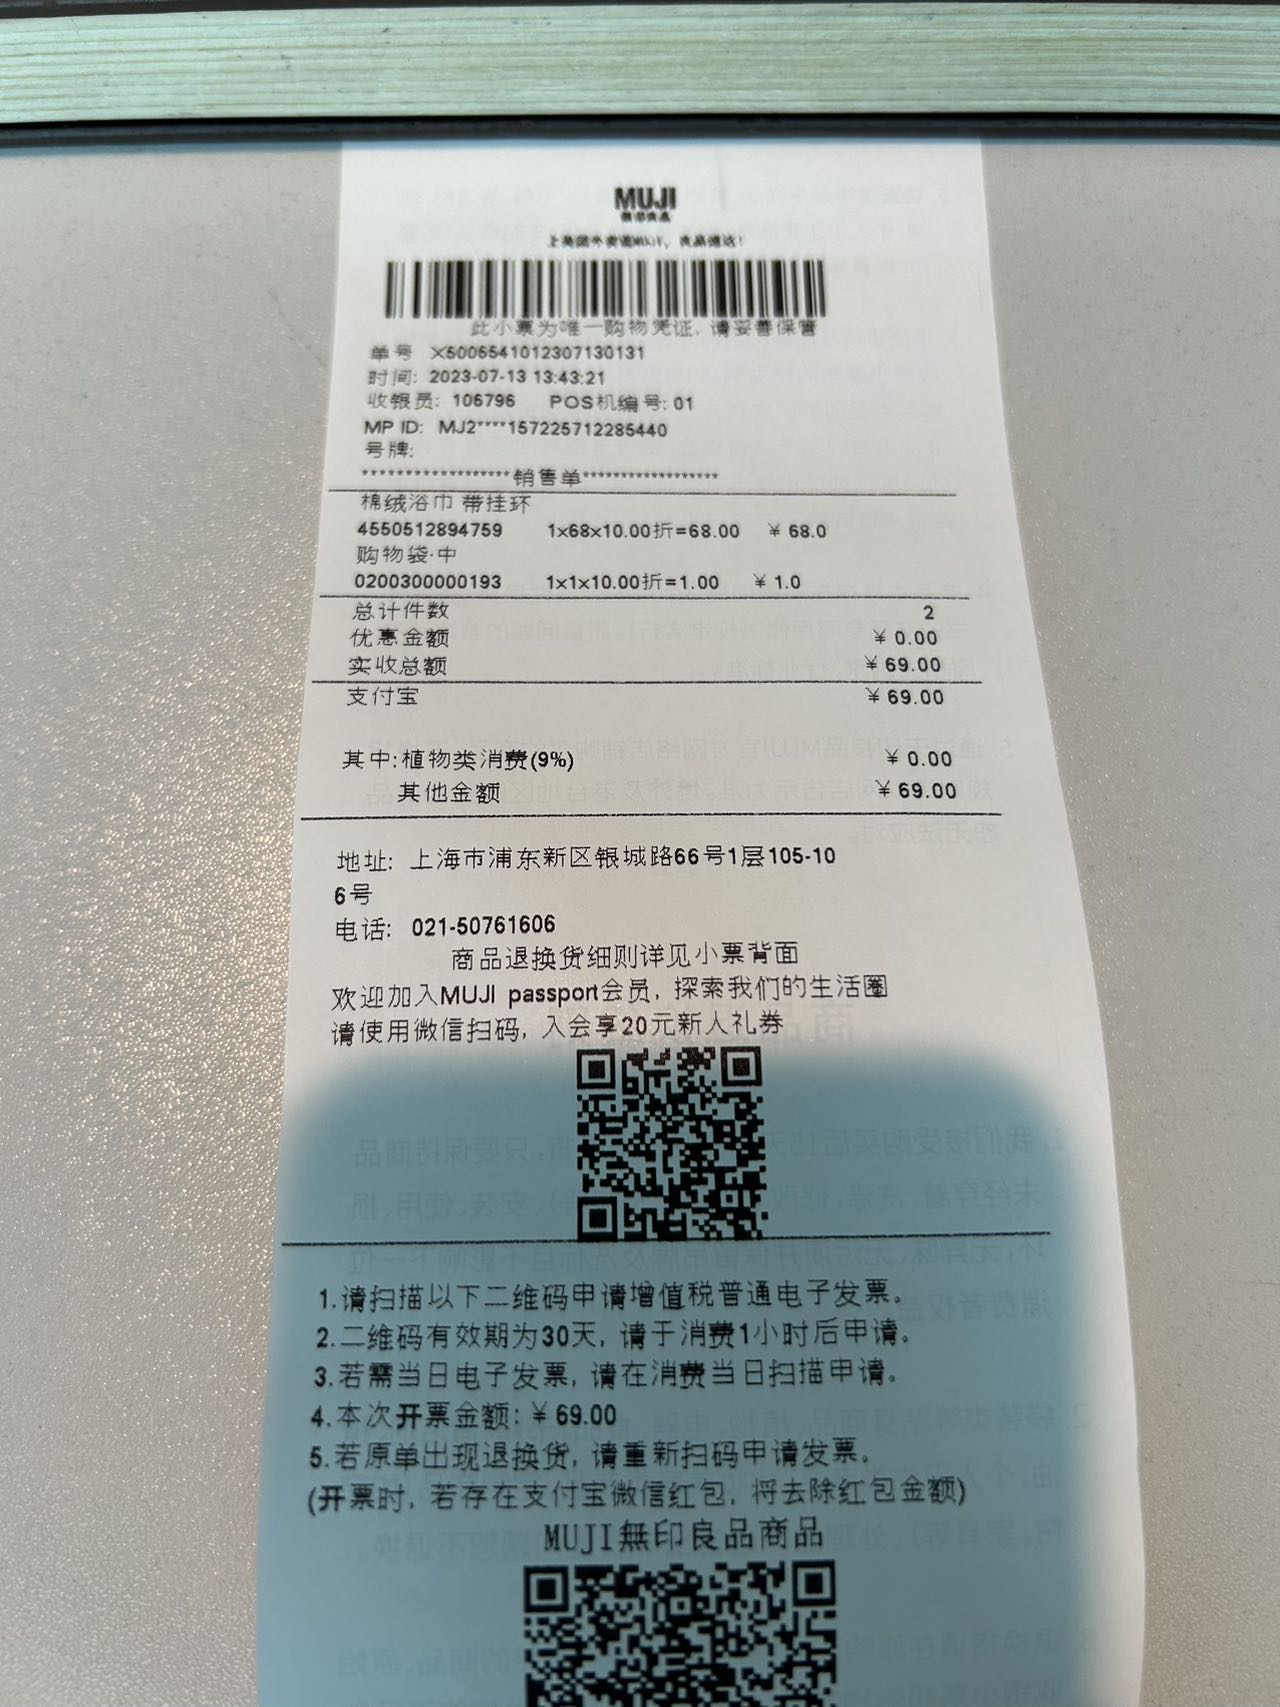 MUJI
無印良品
上美团外卖逛MUJI，良品速达！
此小票为唯一购物凭证，请妥善保管
单号 X5006541012307130131
时间: 2023-07-13 13:43:21
收银员: 106796 POS机编号: 01
MP ID: MJ2****157225712285440
号牌:
*******************销售单******************
棉绒浴巾 带挂环
4550512894759 1x68x10.00折=68.00 ￥ 68.0
购物袋·中
0200300000193 1x1x10.00折=1.00 ￥ 1.0
总计件数 2
优惠金额 ￥ 0.00
实收总额 ￥ 69.00
支付宝 ￥ 69.00
其中:植物类消费(9%) ￥ 0.00
其他金额 ￥ 69.00
地址: 上海市浦东新区银城路66号1层105-10
6号
电话: 021-50761606
商品退换货细则详见小票背面
欢迎加入MUJI passport会员, 探索我们的生活圈
请使用微信扫码, 入会享20元新人礼券
1.请扫描以下二维码申请增值税普通电子发票。
2.二维码有效期为30天, 请于消费1小时后申请。
3.若需当日电子发票, 请在消费当日扫描申请。
4.本次开票金额: ￥ 69.00
5.若原单出现退换货, 请重新扫码申请发票。
(开票时, 若存在支付宝微信红包, 将去除红包金额)
MUJI無印良品商品